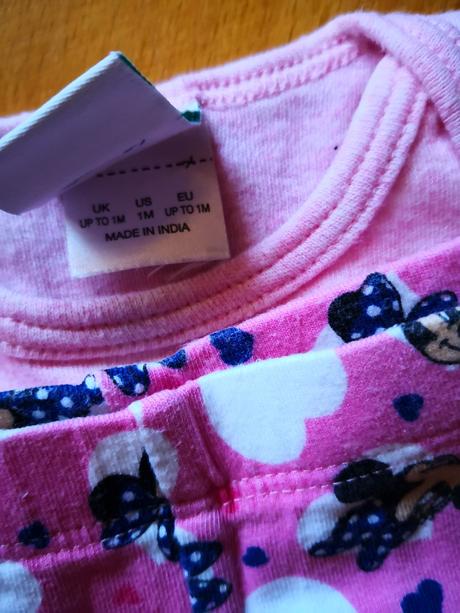 UK US EU
UP TO 1M 1M UP TO 1M
MADE IN INDIA